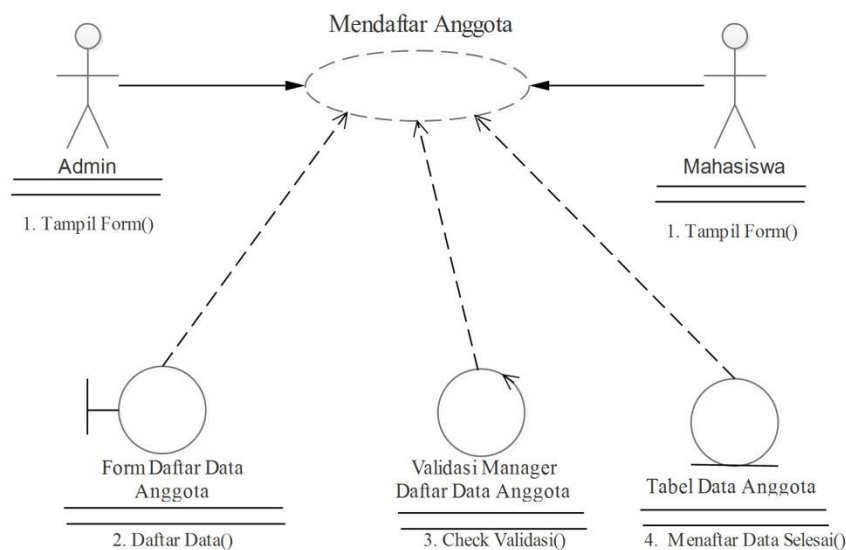 Mendaftar Anggota
Admin
Mahasiswa
1. Tampil Form()
1. Tampil Form()
Form Daftar Data
Anggota
Validasi Manager
Daftar Data Anggota
Tabel Data Anggota
2. Daftar Data()
3. Check Validasi()
4. Menaftar Data Selesai()